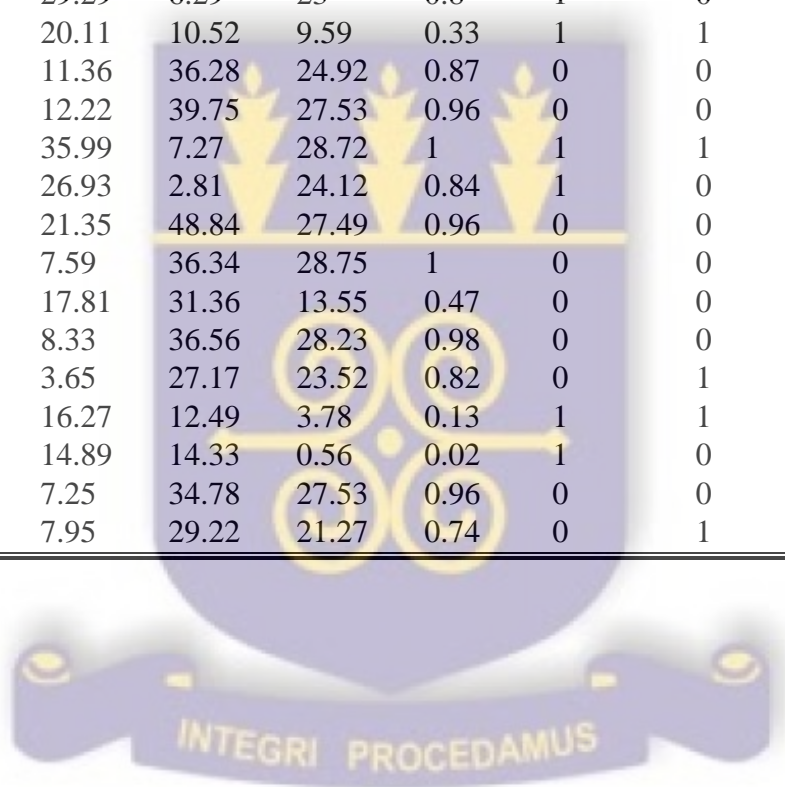 20.11 10.52 9.59 0.33 1 1
11.36 36.28 24.92 0.87 0 0
12.22 39.75 27.53 0.96 0 0
35.99 7.27 28.72 1 1 1
26.93 2.81 24.12 0.84 1 0
21.35 48.84 27.49 0.96 0 0
7.59 36.34 28.75 1 0 0
17.81 31.36 13.55 0.47 0 0
8.33 36.56 28.23 0.98 0 0
3.65 27.17 23.52 0.82 0 1
16.27 12.49 3.78 0.13 1 1
14.89 14.33 0.56 0.02 1 0
7.25 34.78 27.53 0.96 0 0
7.95 29.22 21.27 0.74 0 1
INTEGRI PROCEDAMUS